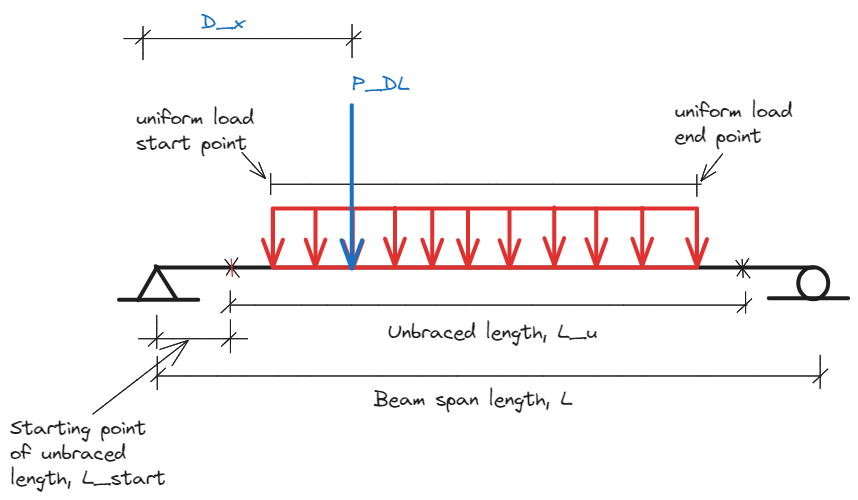 D_x
P_DL
uniform load
start point
uniform load
end point
Unbraced length, L_u
Beam span length, L
Starting point
of unbraced
length, L_start